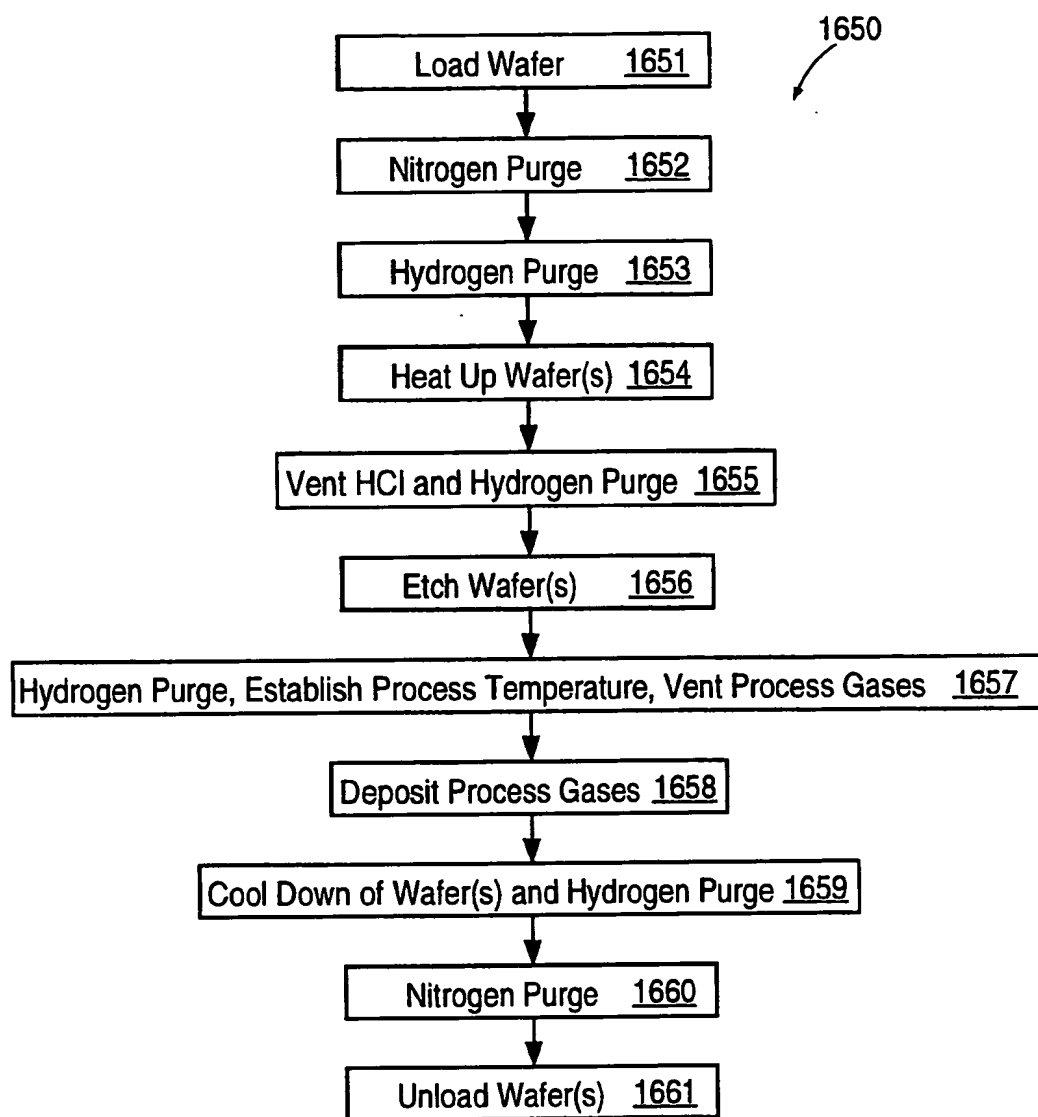 1650
Load Wafer 1651
Nitrogen Purge 1652
Hydrogen Purge 1653
Heat Up Wafer(s) 1654
Vent HCl and Hydrogen Purge 1655
Etch Wafer(s) 1656
Hydrogen Purge, Establish Process Temperature, Vent Process Gases 1657
Deposit Process Gases 1658
Cool Down of Wafer(s) and Hydrogen Purge 1659
Nitrogen Purge 1660
Unload Wafer(s) 1661